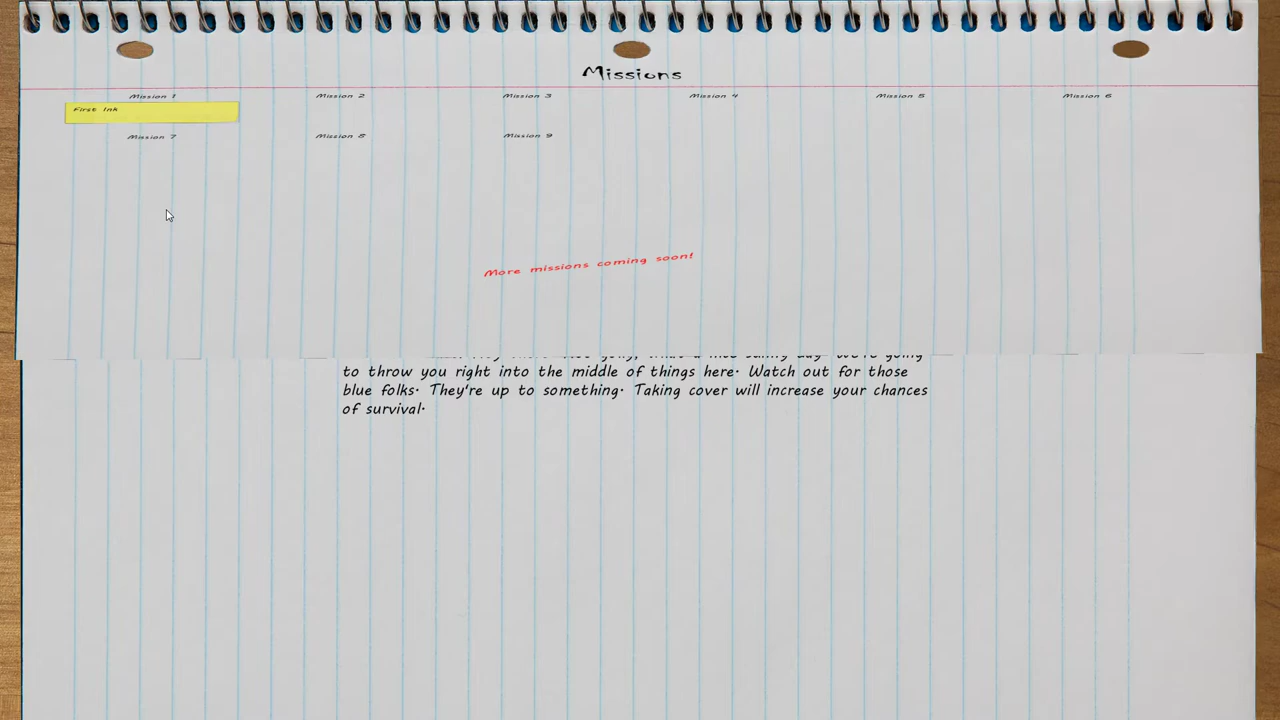 Missions
Mission 1 Mission 2 Mission 3 Mission 4 Mission 5 Mission 6
First Ink
Mission 7 Mission 8 Mission 9
More missions coming soon!
to throw you right into the middle of things here. Watch out for those
blue folks. They're up to something. Taking cover will increase your chances
of survival.